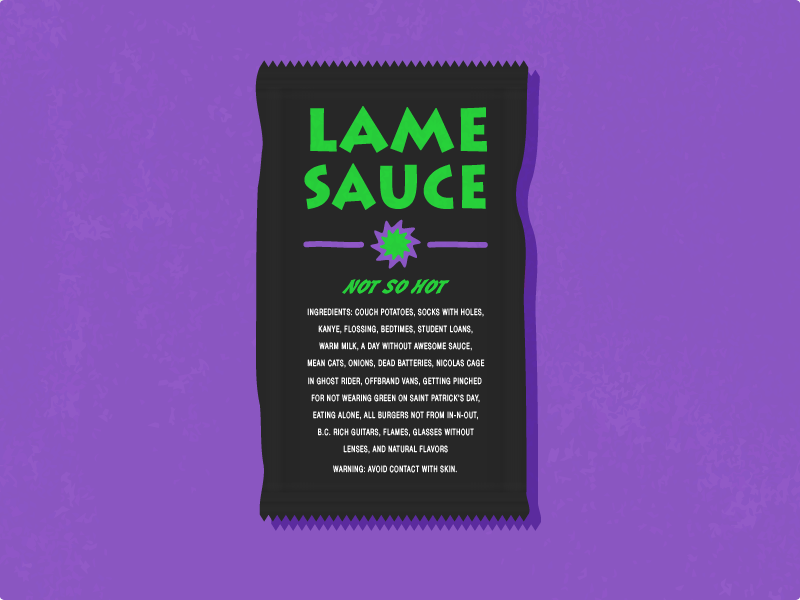 LAME
SAUCE
NOT SO HOT
INGREDIENTS: COUCH POTATOES, SOCKS WITH HOLES,
KANYE, FLOSSING, BEDTIMES, STUDENT LOANS,
WARM MILK, A DAY WITHOUT AWESOME SAUCE,
MEAN CATS, ONIONS, DEAD BATTERIES, NICOLAS CAGE
IN GHOST RIDER, OFFBRAND VANS, GETTING PINCHED
FOR NOT WEARING GREEN ON SAINT PATRICK'S DAY,
EATING ALONE, ALL BURGERS NOT FROM IN-N-OUT,
B.C. RICH GUITARS, FLAMES, GLASSES WITHOUT
LENSES, AND NATURAL FLAVORS
WARNING: AVOID CONTACT WITH SKIN.